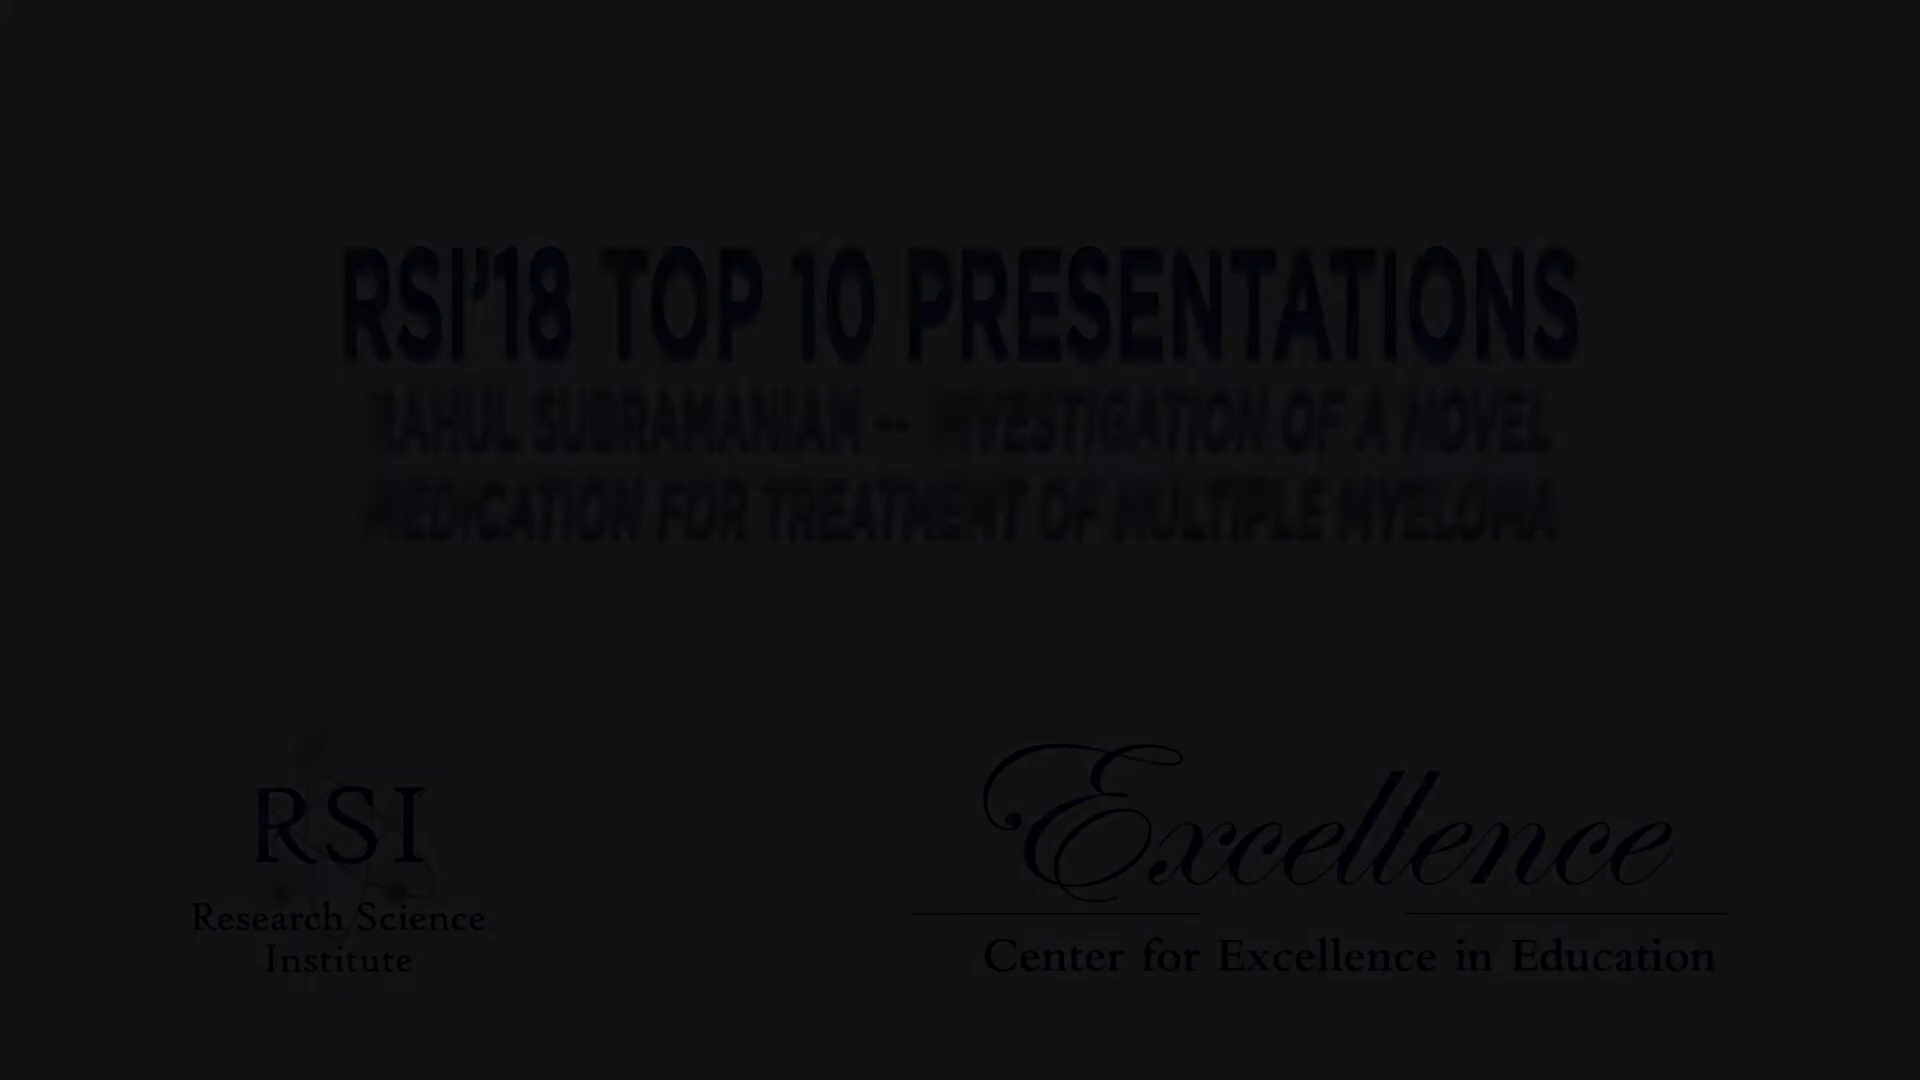 RSI'18 TOP 10 PRESENTATIONS
RAHUL SUBRAMANIAM – INVESTIGATION OF A NOVEL
MEDICATION FOR TREATMENT OF MULTIPLE MYELOMA
RSI
Research Science
Institute
Excellence
Center for Excellence in Education